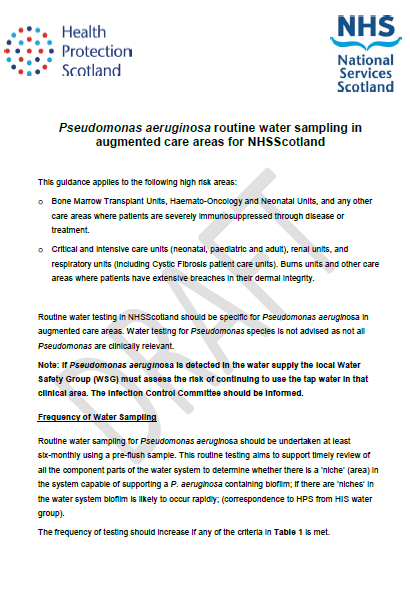 Health
Protection
Scotland
NHS
National
Services
Scotland
Pseudomonas aeruginosa routine water sampling in
augmented care areas for NHSScotland
This guidance applies to the following high risk areas:
o Bone Marrow Transplant Units, Haemato-Oncology and Neonatal Units, and any other
care areas where patients are severely immunosuppressed through disease or
treatment.
o Critical and intensive care units (neonatal, paediatric and adult), renal units, and
respiratory units (including Cystic Fibrosis patient care units). Burns units and other care
areas where patients have extensive breaches in their dermal integrity.
Routine water testing in NHSScotland should be specific for Pseudomonas aeruginosa in
augmented care areas. Water testing for Pseudomonas species is not advised as not all
Pseudomonas are clinically relevant.
Note: If Pseudomonas aeruginosa is detected in the water supply the local Water
Safety Group (WSG) must assess the risk of continuing to use the tap water in that
clinical area. The Infection Control Committee should be informed.
Frequency of Water Sampling
Routine water sampling for Pseudomonas aeruginosa should be undertaken at least
six-monthly using a pre-flush sample. This routine testing aims to support timely review of
all the component parts of the water system to determine whether there is a 'niche' (area) in
the system capable of supporting a P. aeruginosa containing biofilm; if there are 'niches' in
the water system biofilm is likely to occur rapidly; (correspondence to HPS from HIS water
group).
The frequency of testing should increase if any of the criteria in Table 1 is met.
DRAFT